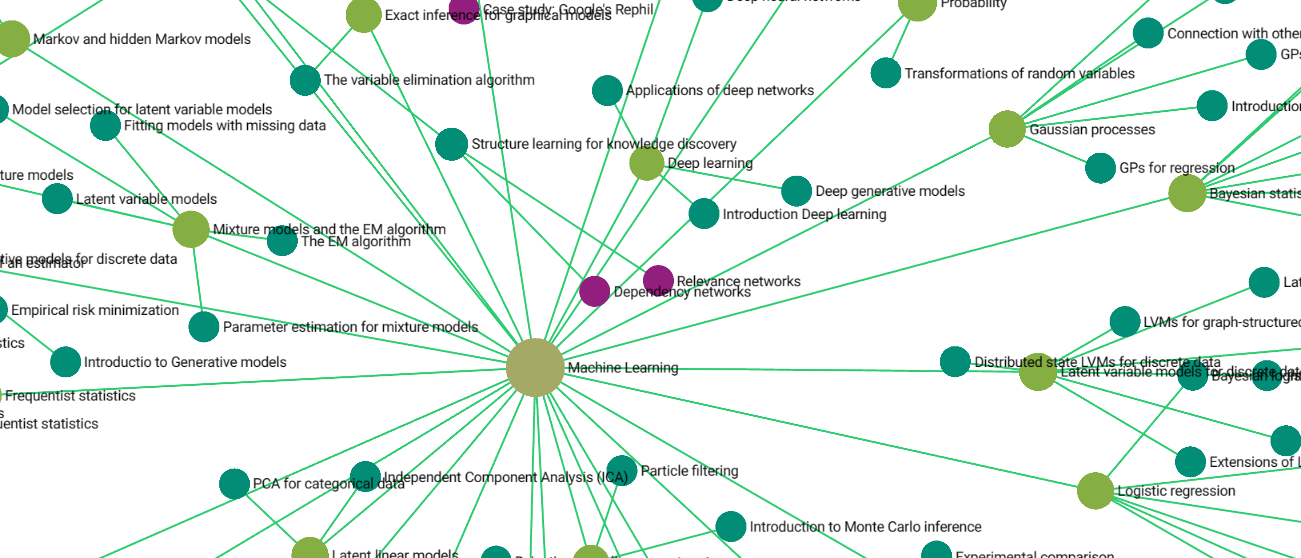 Deep neural networks
Probability
Case study: Google's Rephil
Exact inference for graphical models
Connection with other
Markov and hidden Markov models
GPs
Transformations of random variables
The variable elimination algorithm
Applications of deep networks
Introduction
Model selection for latent variable models
Fitting models with missing data
Gaussian processes
Structure learning for knowledge discovery
Deep learning
GPs for regression
ture models
Deep generative models
Bayesian statis
Latent variable models
Introduction Deep learning
Mixture models and the EM algorithm
The EM algorithm
tive models for discrete data
f an estimator
Relevance networks
Lat
Dependency networks
Empirical risk minimization
LVMs for graph-structured
Parameter estimation for mixture models
stics
Introductio to Generative models
Distributed state LVMs for discrete data
Machine Learning
Latent variable models for discrete dat
Frequentist statistics
s
uentist statistics
Extensions of L
Particle filtering
Independent Component Analysis (ICA)
PCA for categorical data
Logistic regression
Introduction to Monte Carlo inference
Latent linear models
Experimental comparison